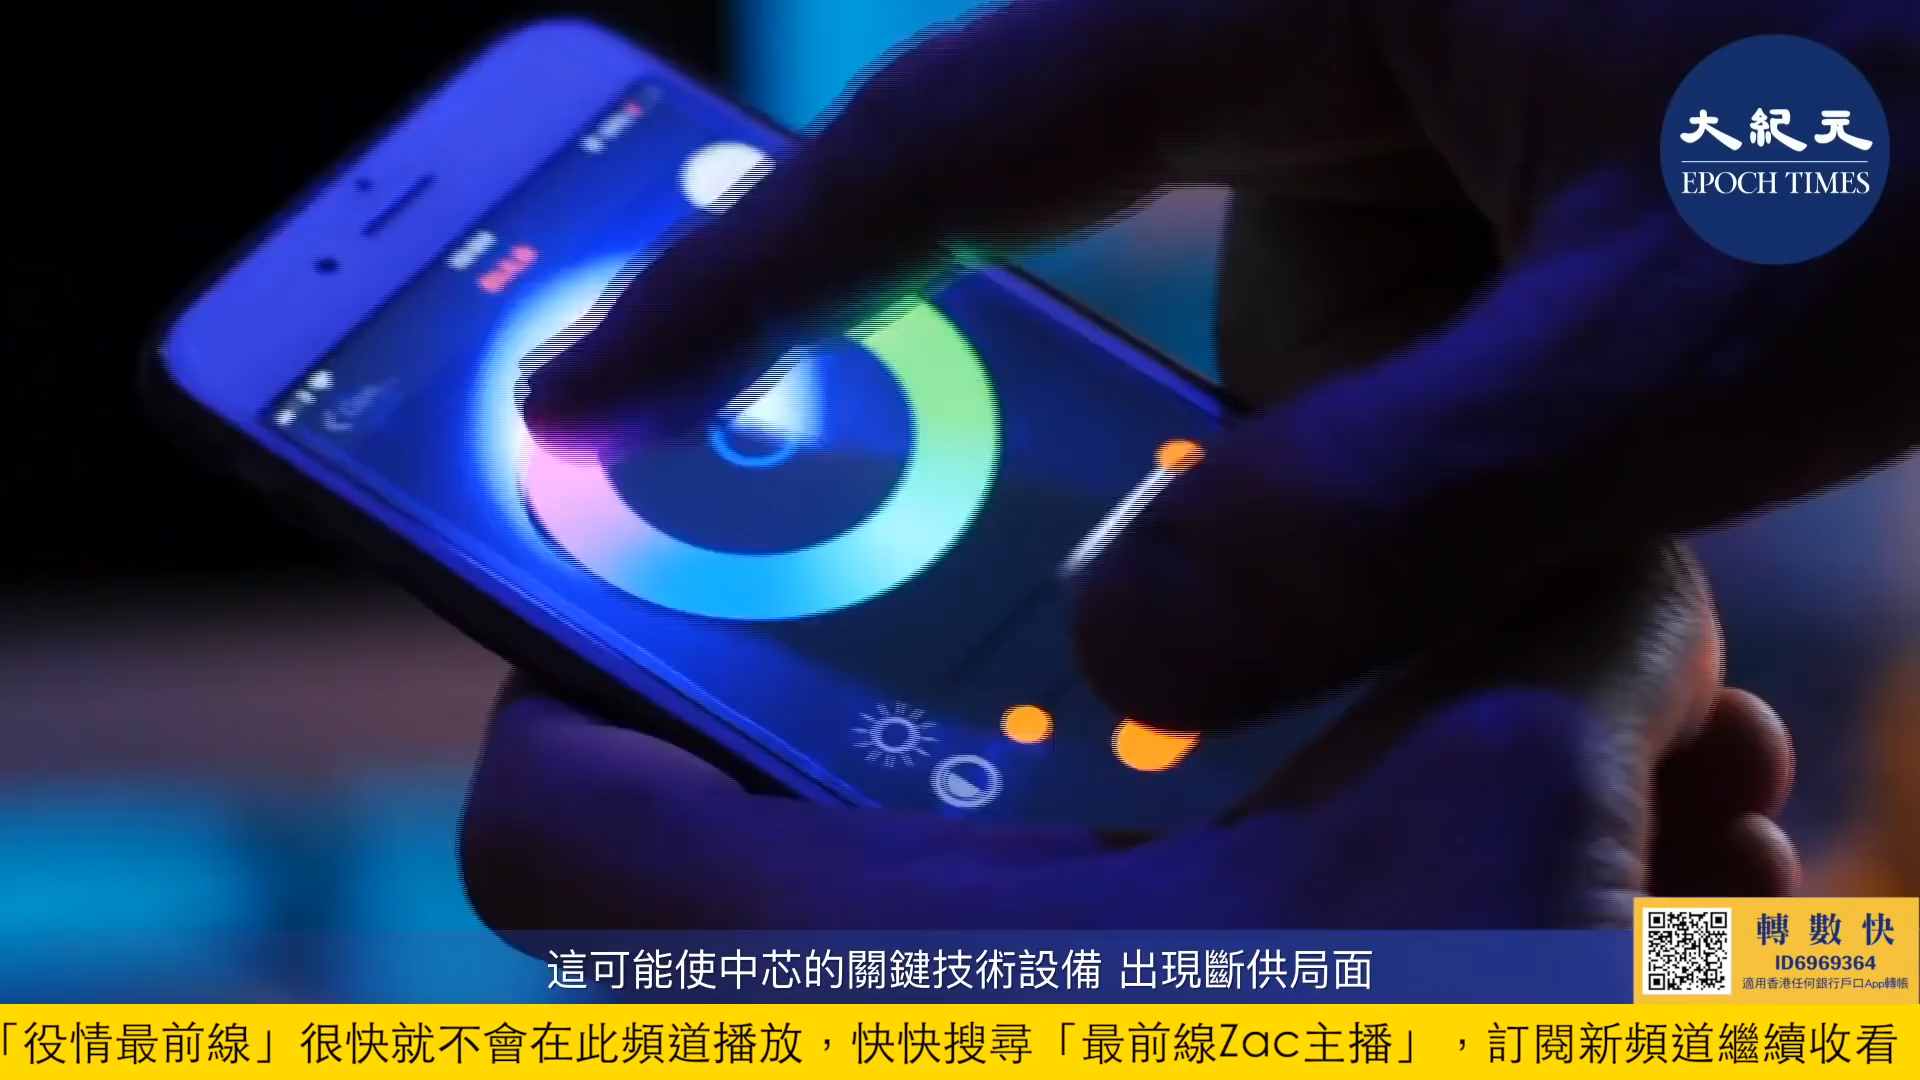 大紀元
EPOCH TIMES
這可能使中芯的關鍵技術設備 出現斷供局面
轉數快
ID6969364
適用香港任何銀行戶口App轉帳
「役情最前線」很快就不會在此頻道播放，快快搜尋「最前線Zac主播」，訂閱新頻道繼續收看